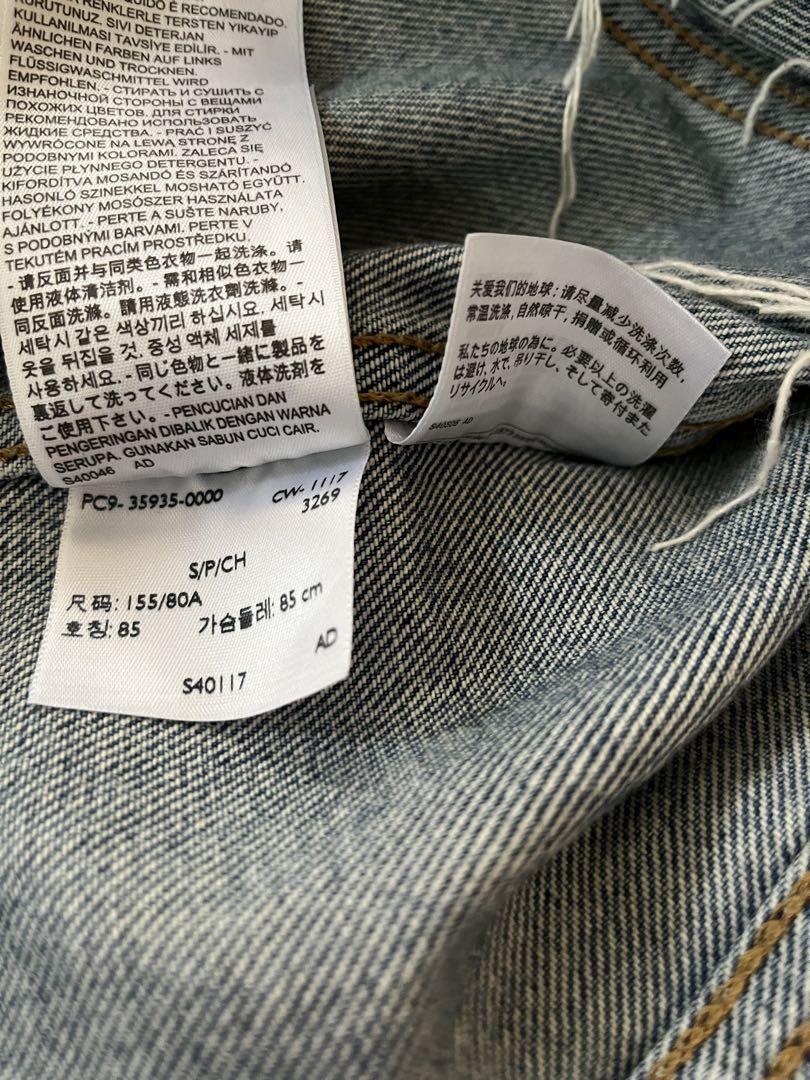 QUIDO É RECOMENDADO.
RENKLERLE TERSTEN YIKAYIP
KURUTUNUZ. SIVI DETERJAN
KULLANILMASI TAVSİYE EDİLİR. - MIT
ÄHNLICHEN FARBEN AUF LINKS
WASCHEN UND TROCKNEN.
FLÜSSIGWASCHMITTEL WIRD
EMPFOHLEN. - СТИРАТЬ И СУШИТЬ С
ИЗНАНОЧНОЙ СТОРОНЫ С ВЕЩАМИ
ПОХОЖИХ ЦВЕТОВ. ДЛЯ СТИРКИ
РЕКОМЕНДОВАНО ИСПОЛЬЗОВАТЬ
ЖИДКИЕ СРЕДСТВА. - PRAĆ I SUSZYĆ
WYWRÓCONE NA LEWĄ STRONĘ Z
PODOBNYMI KOLORAMI. ZALECA SIĘ
UŻYCIE PŁYNNEGO DETERGENTU. -
KIFORDÍTVA MOSANDÓ ÉS SZÁRÍTANDÓ
HASONLÓ SZINEKKEL MOSHATÓ EGYÜTT.
FOLYÉKONY MOSÓSZER HASZNÁLATA
AJÁNLOTT. - PERTE A SUŠTE NARUBY,
S PODOBNÝMI BARVAMI. PERTE V
TEKUTÉM PRACÍM PROSTŘEDKU.
- 请反面并与同类色衣物一起洗涤。请
使用液体清洁剂。- 需和相似色衣物一
同反面洗滌。請用液態洗衣劑洗滌。-
세탁시 같은 색상끼리 하십시요. 세탁시
옷을 뒤집을 것. 중성 액체 세제를
사용하세요. - 同じ色物と一緒に製品を
裏返して洗ってください。液体洗剤を
ご使用下さい。- PENCUCIAN DAN
PENGERINGAN DIBALIK DENGAN WARNA
SERUPA. GUNAKAN SABUN CUCI CAIR.
S40046 AD
PC9- 35935-0000 CW- 1117
3269
S/P/CH
尺码: 155/80A
호칭: 85 가슴둘레: 85 cm
AD
S40117
关爱我们的地球; 请尽量减少洗涤次数,
常温洗涤, 自然晾干, 捐赠或循环利用
私たちの地球の為に。必要以上の洗濯
は避け、水で、吊り干し、そして寄付また
リサイクルへ。
AD